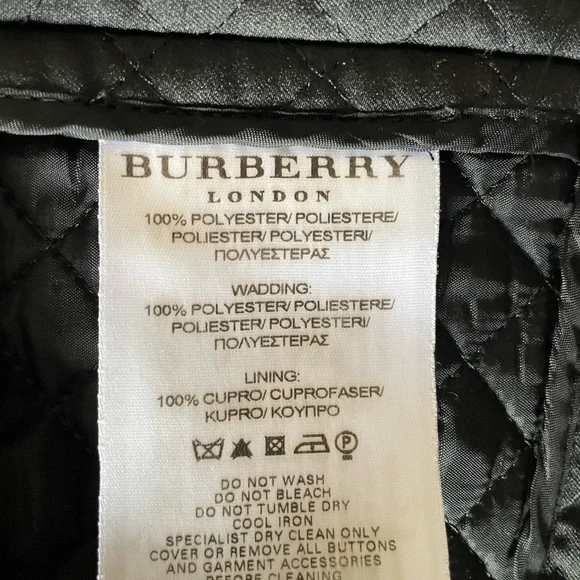 BURBERRY
LONDON
100% POLYESTER/ POLIESTERE/
POLIESTER/ POLYESTERI/
ΠΟΛΥΕΣΤΕΡΑΣ
WADDING:
100% POLYESTER/ POLIESTERE/
POLIESTER/ POLYESTERI/
ΠΟΛΥΕΣΤΕΡΑΣ
LINING:
100% CUPRO/ CUPROFASER/
KUPRO/ ΚΟΥΠΡΟ
P
DO NOT WASH
DO NOT BLEACH
DO NOT TUMBLE DRY
COOL IRON
SPECIALIST DRY CLEAN ONLY
COVER OR REMOVE ALL BUTTONS
AND GARMENT ACCESSORIES
BEFORE CLEANING